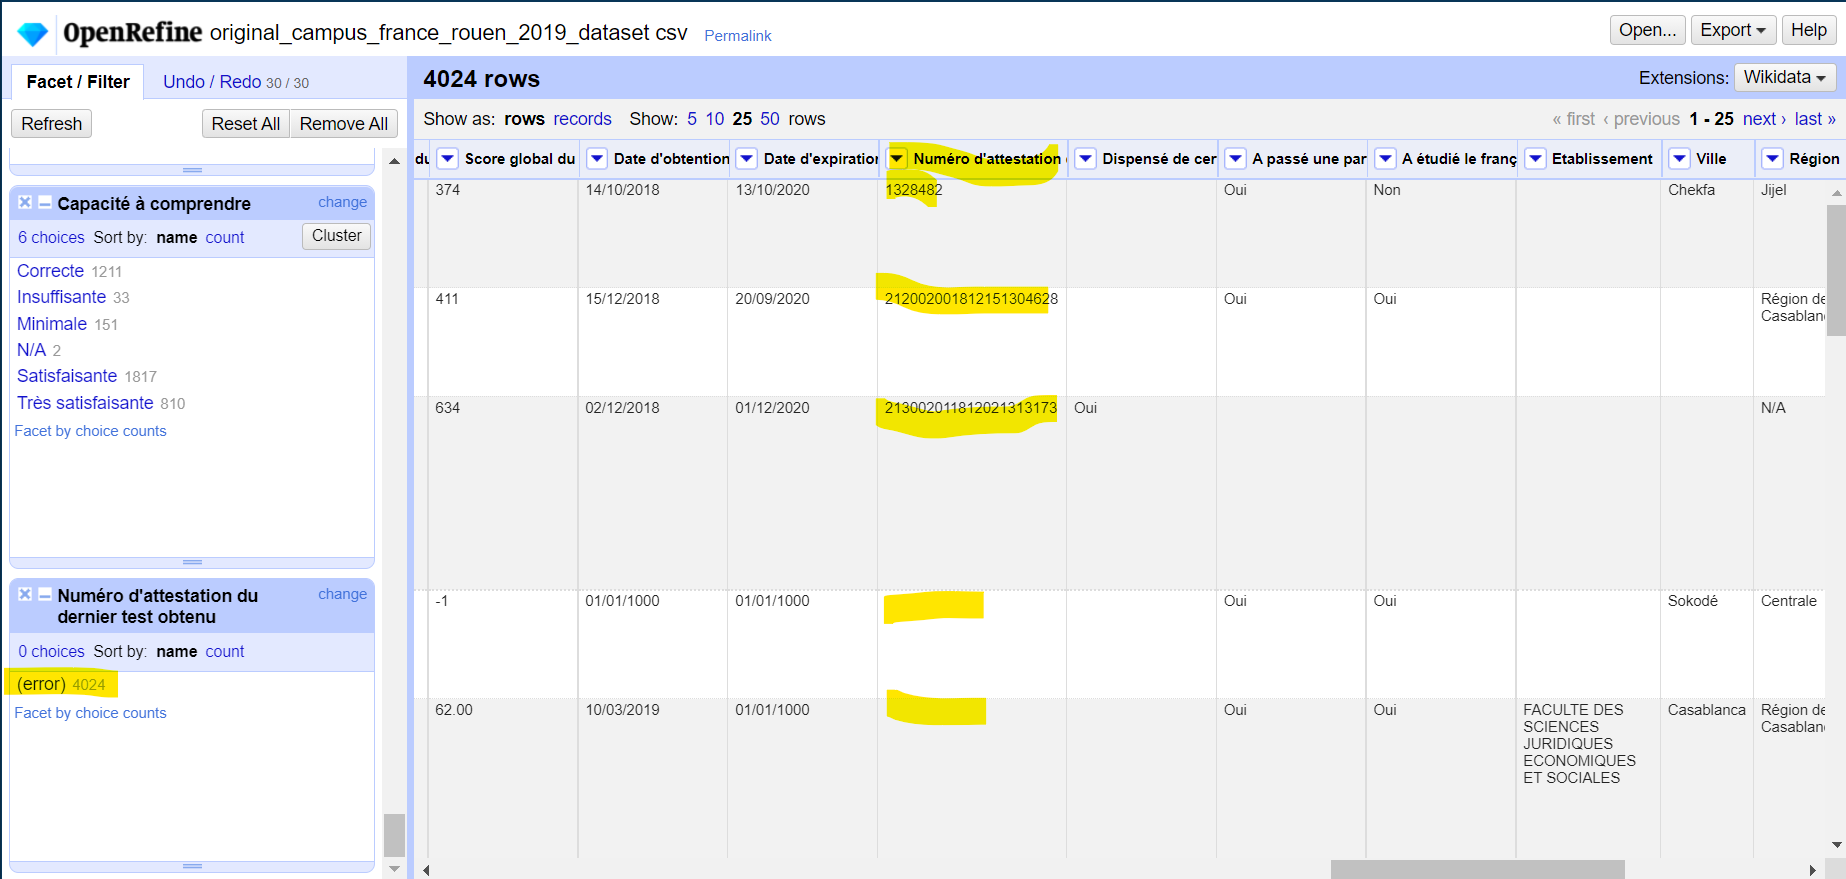 OpenRefine original_campus_france_rouen_2019_dataset csv Permalink Open... Export Help
Facet / Filter Undo / Redo 30 / 30
Refresh Reset All Remove All
Capacité à comprendre change
6 choices Sort by: name count Cluster
Correcte 1211
Insuffisante 33
Minimale 151
N/A 2
Satisfaisante 1817
Très satisfaisante 810
Facet by choice counts
Numéro d'attestation du change
dernier test obtenu
0 choices Sort by: name count
(error) 4024
Facet by choice counts
4024 rows Extensions: Wikidata
Show as: rows records Show: 5 10 25 50 rows « first ‹ previous 1 - 25 next › last »
du Score global du Date d'obtention Date d'expiration Numéro d'attestation Dispensé de cer A passé une par A étudié le franç Etablissement Ville Région
374 14/10/2018 13/10/2020 1328482 Oui Non Chekfa Jijel
411 15/12/2018 20/09/2020 212002001812151304628 Oui Oui Région de
Casablan
634 02/12/2018 01/12/2020 213002011812021313173 Oui N/A
-1 01/01/1000 01/01/1000 Oui Oui Sokodé Centrale
62.00 10/03/2019 01/01/1000 Oui Oui FACULTE DES Casablanca Région de
SCIENCES Casablan
JURIDIQUES
ECONOMIQUES
ET SOCIALES